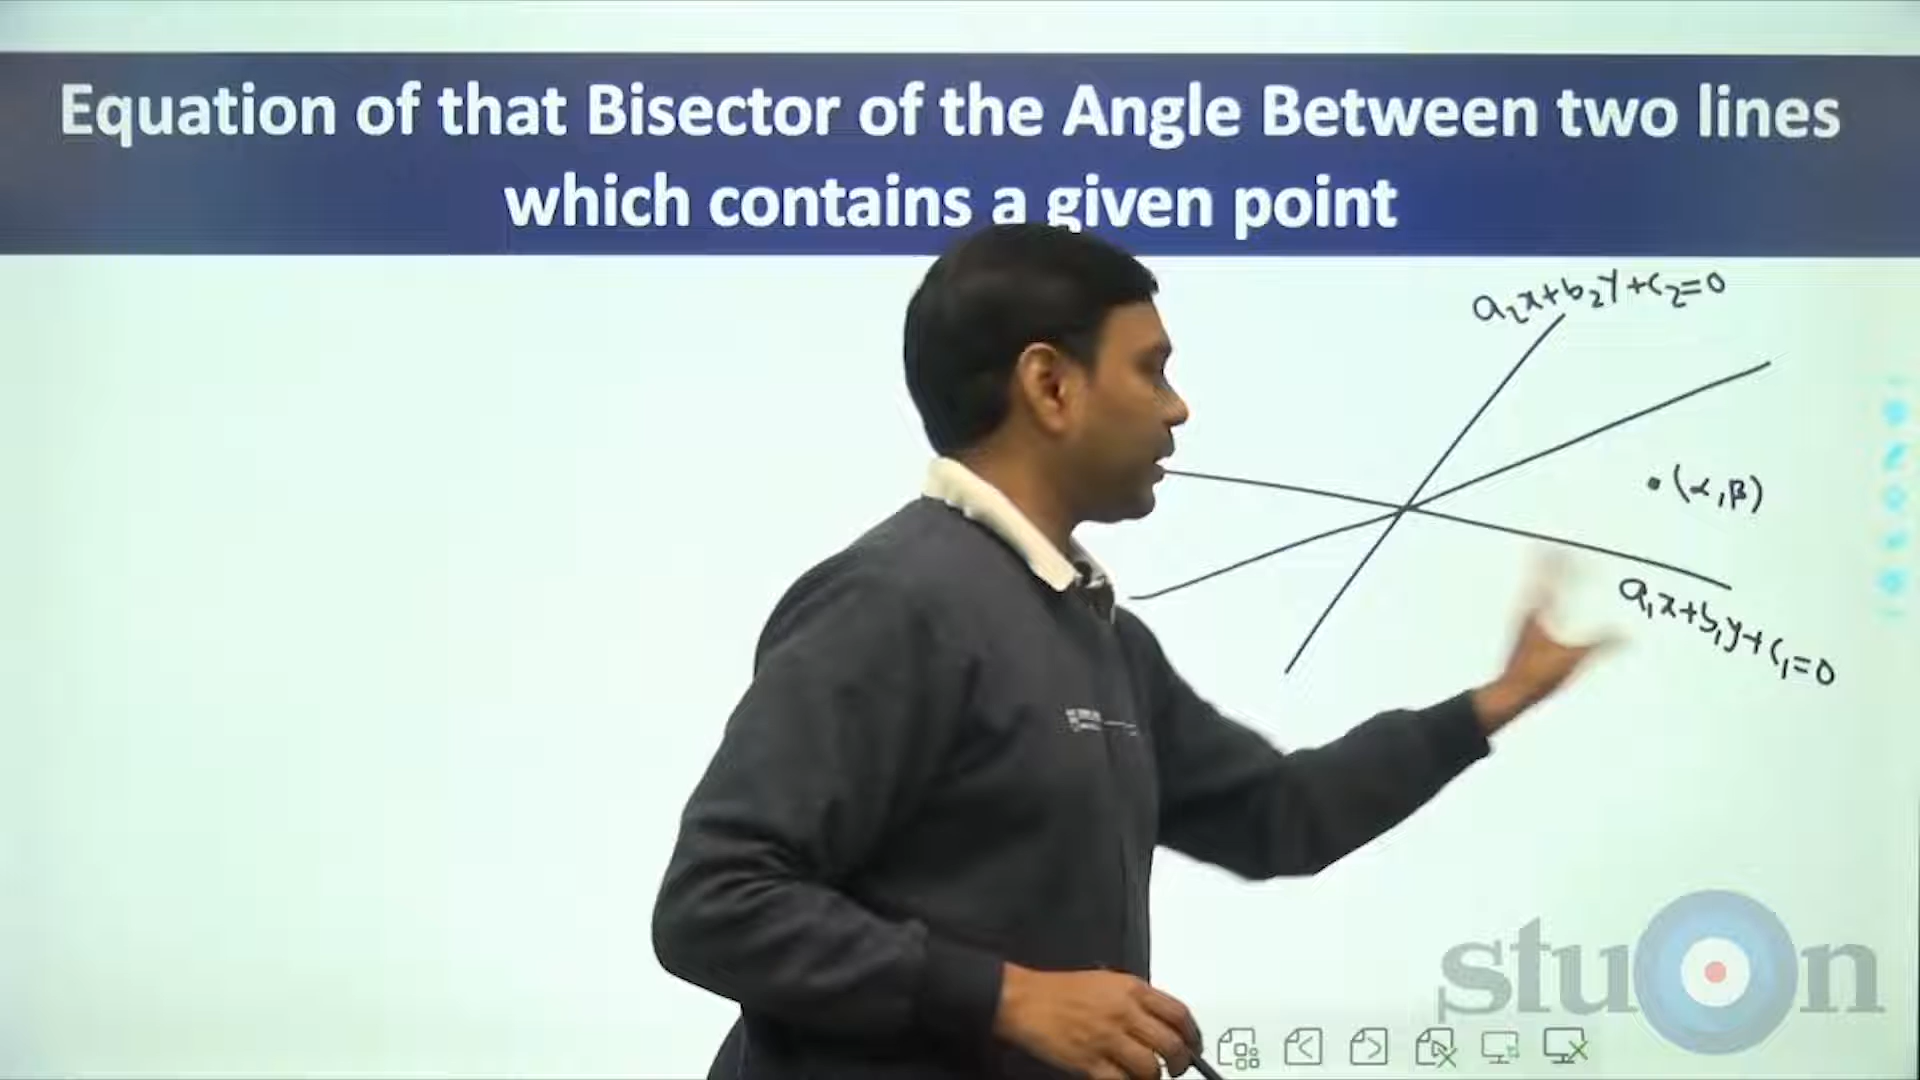 Equation of that Bisector of the Angle Between two lines
which contains a given point
a₂x+b₂y+c₂=0
(α,β)
a₁x+b₁y+c₁=0
stuOn